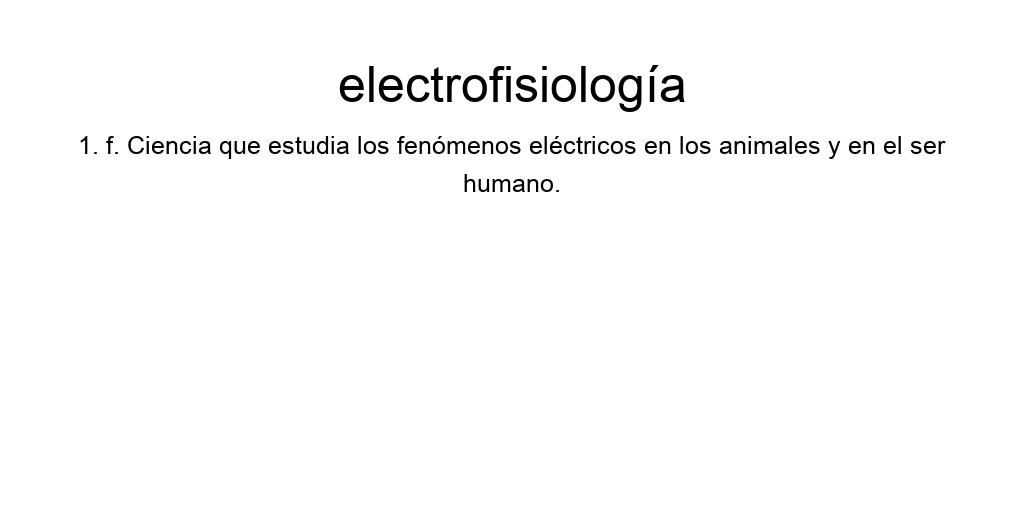 electrofisiología
1. f. Ciencia que estudia los fenómenos eléctricos en los animales y en el ser
humano.